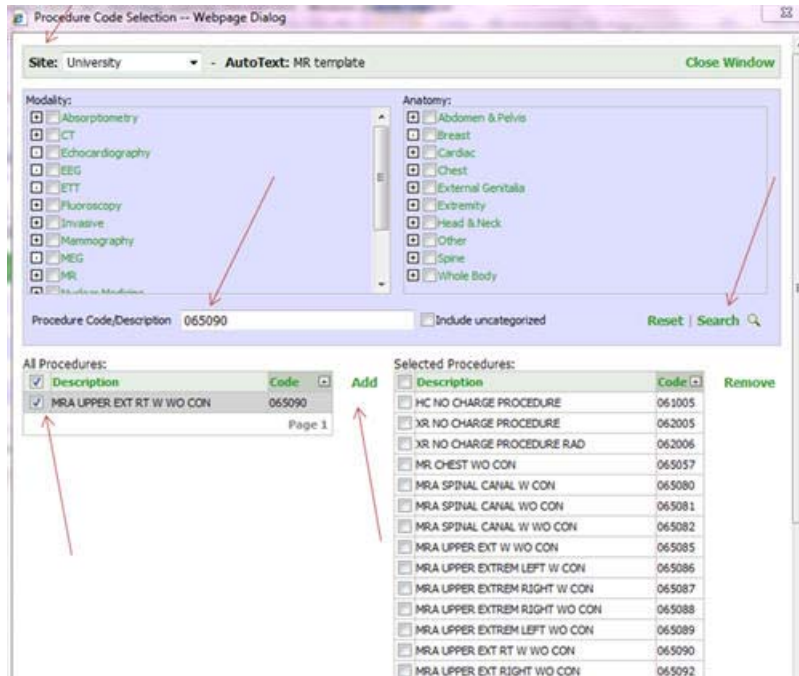 Procedure Code Selection -- Webpage Dialog
Site: University - AutoText: MR template Close Window
Modality: Anatomy:
Absorptiometry
CT
Echocardiography
EEG
ETT
Fluoroscopy
Invasive
Mammography
MEG
MR
Nuclear Medicine
Abdomen & Pelvis
Breast
Cardiac
Chest
External Genitalia
Extremity
Head & Neck
Other
Spine
Whole Body
Procedure Code/Description 065090 Include uncategorized Reset | Search
All Procedures:
Description Code Add
MRA UPPER EXT RT W WO CON 065090
Page 1
Selected Procedures:
Description Code Remove
HC NO CHARGE PROCEDURE 061005
XR NO CHARGE PROCEDURE 062005
XR NO CHARGE PROCEDURE RAD 062006
MR CHEST WO CON 065057
MRA SPINAL CANAL W CON 065080
MRA SPINAL CANAL WO CON 065081
MRA SPINAL CANAL W WO CON 065082
MRA UPPER EXT W WO CON 065085
MRA UPPER EXTREM LEFT W CON 065086
MRA UPPER EXTREM RIGHT W CON 065087
MRA UPPER EXTREM RIGHT WO CON 065088
MRA UPPER EXTREM LEFT WO CON 065089
MRA UPPER EXT RT W WO CON 065090
MRA UPPER EXT RIGHT WO CON 065092